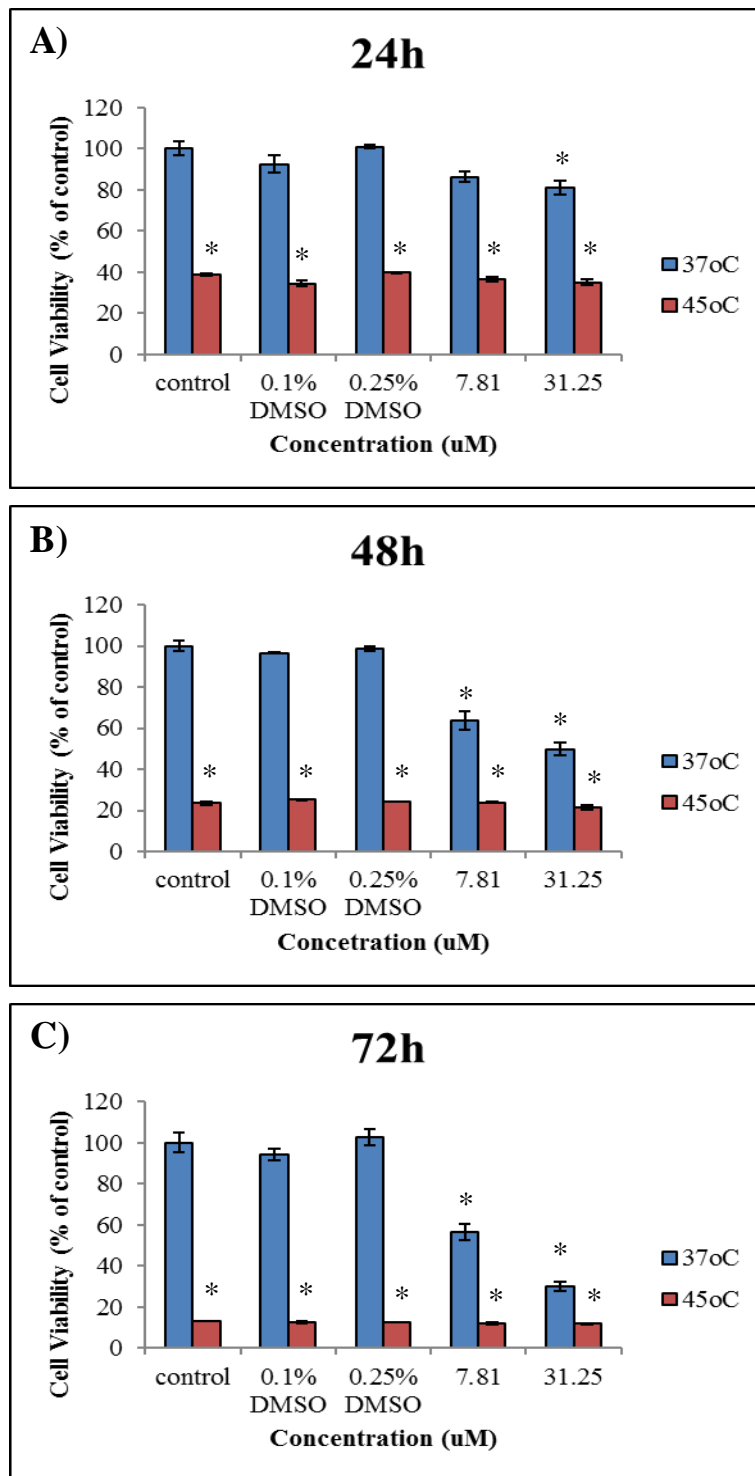 A)
24h
Cell Viability (% of control)
120
100
80
60
40
20
0
* * * * * *
control
0.1% DMSO
0.25% DMSO
7.81
31.25
Concentration (uM)
37oC
45oC
B)
48h
Cell Viability (% of control)
120
100
80
60
40
20
0
* * * * * * *
control
0.1% DMSO
0.25% DMSO
7.81
31.25
Concetration (uM)
37oC
45oC
C)
72h
Cell Viability (% of control)
120
100
80
60
40
20
0
* * * * * * *
control
0.1% DMSO
0.25% DMSO
7.81
31.25
Concentration (uM)
37oC
45oC